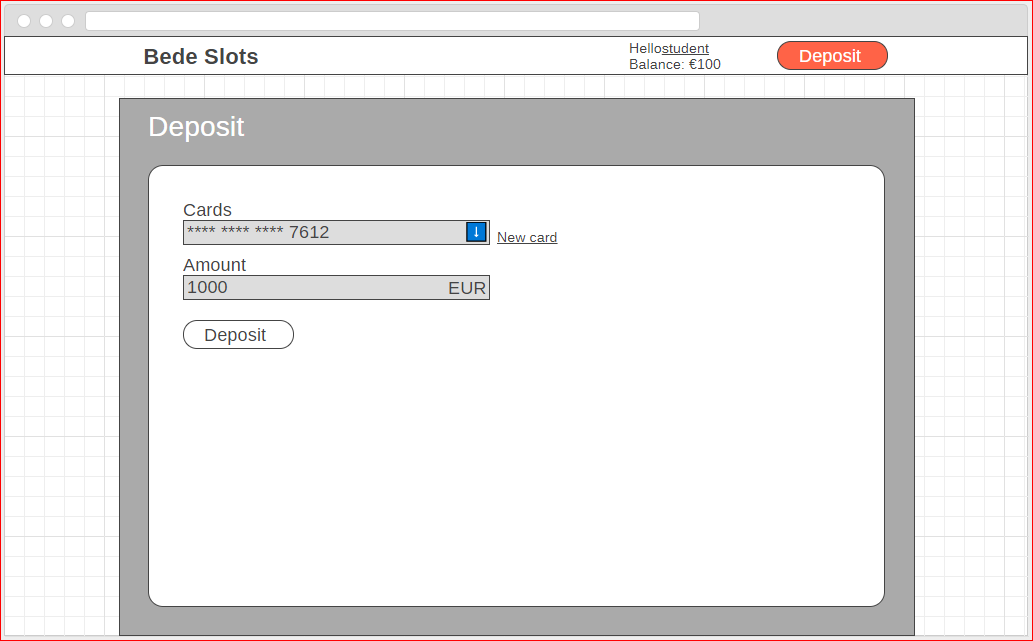 Bede Slots
Hellostudent
Balance: €100
Deposit
Deposit
Cards
**** **** **** 7612
↓
New card
Amount
1000 EUR
Deposit